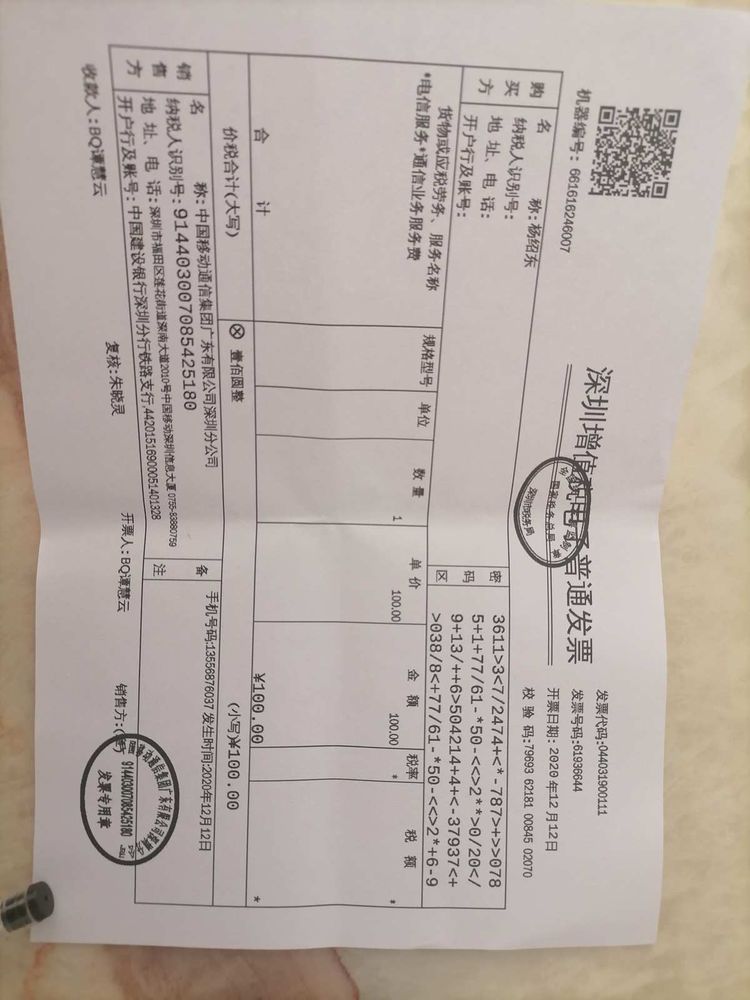 深圳增值税电子普通发票
国家税务总局
深圳市税务局
机器编号: 661616246007
发票代码:044031900111
发票号码:61936644
开票日期: 2020年12月12日
校 验 码:79693 62181 00845 02070
购买方
名 称:杨绍东
纳税人识别号:
地 址、电 话:
开户行及账号:
密码区
3611>3<7/2474+<*-787>+>>078
5+1+77/61-*50-<<>2**>0/20</
9+13/++6>504214+4+<-37937<+
>038/8<+77/61-*50-<<>2*+6-9
货物或应税劳务、服务名称 规格型号 单位 数 量 单 价 金 额 税率 税 额
*电信服务*通信业务服务费 1 100.00 100.00 * *
合 计 ¥100.00 *
价税合计(大写) ⊗ 壹佰圆整 (小写)¥100.00
销售方
名 称:中国移动通信集团广东有限公司深圳分公司
纳税人识别号:914403007085425180
地 址、电 话:深圳市福田区莲花街道深南大道2010号中国移动深圳信息大厦 0755-83880759
开户行及账号:中国建设银行深圳分行铁路支行,44201516900051401328
备注
手机号码:13556876037 发生时间:2020年12月12日
收款人:BQ谭慧云 复核:朱晓灵 开票人:BQ谭慧云 销售方:(章)
中国移动通信集团广东有限公司深圳分公司
914403007085425180
发票专用章